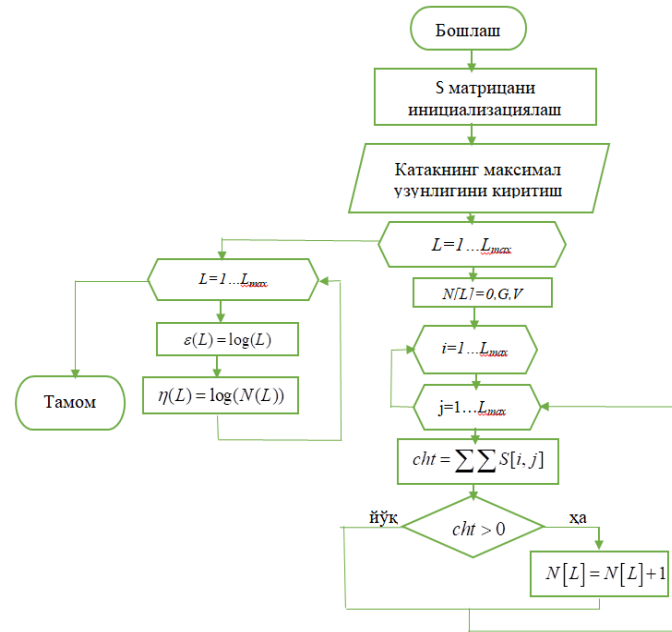 Бошлаш
S матрицани
инициализациялаш
Катакнинг максимал
узунлигини киритиш
L=1...Lmax
L=1...Lmax
N[L]=0,G,V
ε(L) = log(L)
i=1...Lmax
η(L) = log(N(L))
Тамом
j=1...Lmax
cht = ∑∑ S[i, j]
йўқ
ҳа
cht > 0
N[L] = N[L]+1